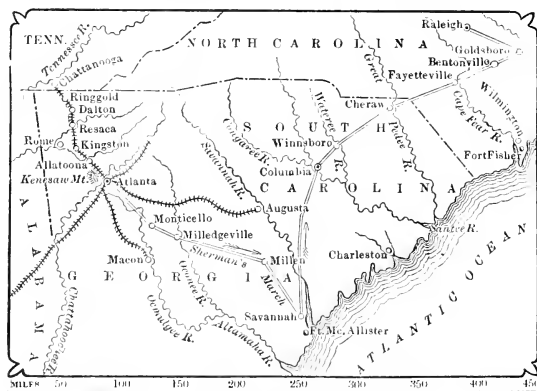 Raleigh
TENN.
Tennessee R.
NORTH CAROLINA
Goldsboro
Chattanooga
Bentonville
Fayetteville
Great
Pedee R.
Ringgold
Dalton
Wateree R.
Cheraw
Cape Fear R.
Wilmington
Resaca
Congaree R.
SOUTH
Rome
Kingston
Winnsboro
Fort Fisher
Allatoona
Savannah R.
Columbia
Kenesaw Mt.
Atlanta
CAROLINA
Augusta
Monticello
Santee R.
Milledgeville
Sherman's March
Charleston
Macon
Oconee R.
Millen
GEORGIA
ALABAMA
Ocmulgee R.
Savannah
Chattahoochee R.
Altamaha R.
Ft. Mc. Allister
ATLANTIC OCEAN
MILES 50 100 150 200 250 300 350 400 450